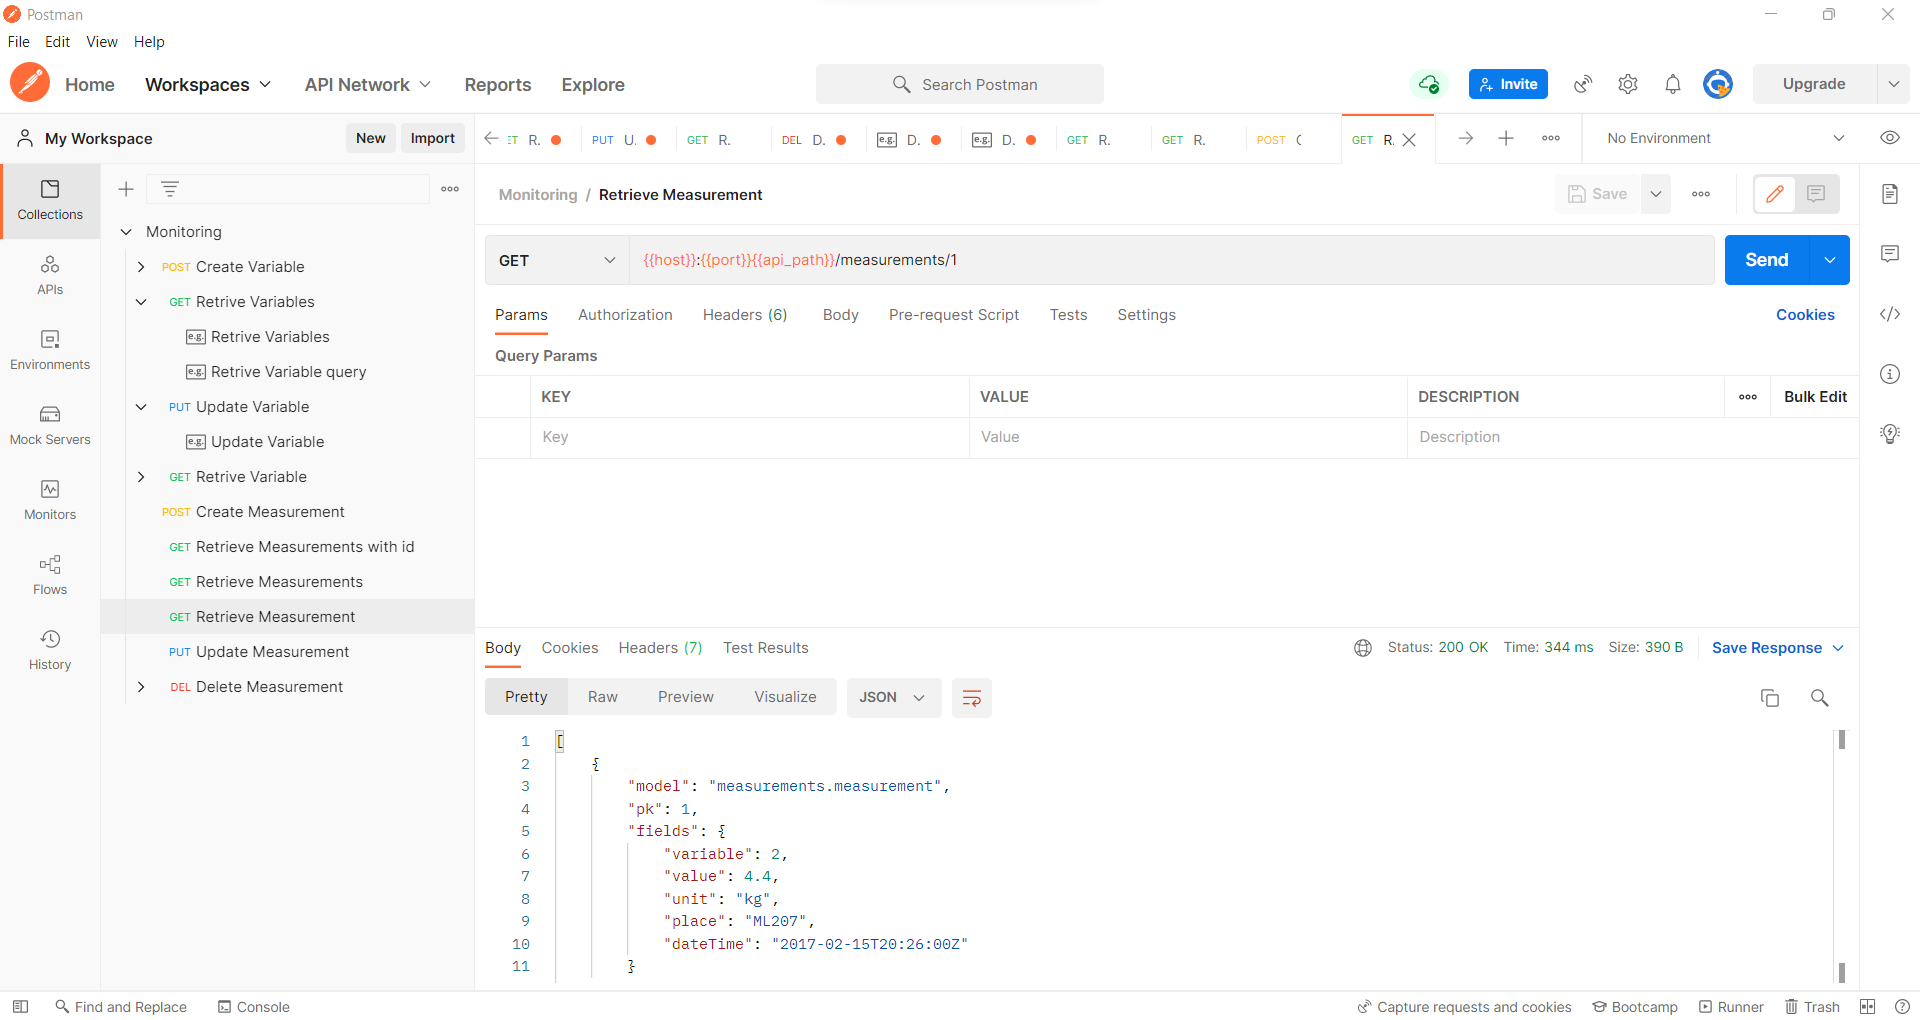 Postman
File Edit View Help
Home Workspaces API Network Reports Explore Search Postman Invite Upgrade
My Workspace New Import
ET R. PUT U. GET R. DEL D. e.g. D. e.g. D. GET R. GET R. POST GET R. No Environment
Collections
APIs
Environments
Mock Servers
Monitors
Flows
History
Monitoring
POST Create Variable
GET Retrive Variables
e.g. Retrive Variables
e.g. Retrive Variable query
PUT Update Variable
e.g. Update Variable
GET Retrive Variable
POST Create Measurement
GET Retrieve Measurements with id
GET Retrieve Measurements
GET Retrieve Measurement
PUT Update Measurement
DEL Delete Measurement
Monitoring / Retrieve Measurement Save
GET {{host}}:{{port}}{{api_path}}/measurements/1 Send
Params Authorization Headers (6) Body Pre-request Script Tests Settings Cookies
Query Params
KEY VALUE DESCRIPTION Bulk Edit
Key Value Description
Body Cookies Headers (7) Test Results Status: 200 OK Time: 344 ms Size: 390 B Save Response
Pretty Raw Preview Visualize JSON
1 [
2 {
3 "model": "measurements.measurement",
4 "pk": 1,
5 "fields": {
6 "variable": 2,
7 "value": 4.4,
8 "unit": "kg",
9 "place": "ML207",
10 "dateTime": "2017-02-15T20:26:00Z"
11 }
Find and Replace Console Capture requests and cookies Bootcamp Runner Trash